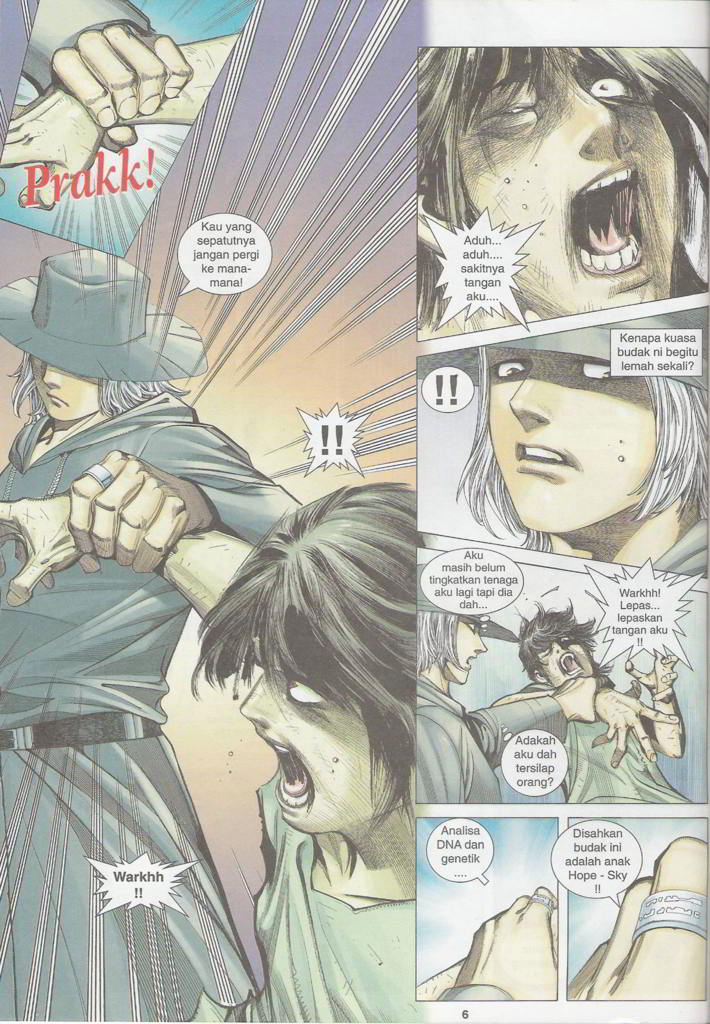 Prakk!
Kau yang
sepatutnya
jangan pergi
ke mana-
mana!
!!
Warkhh
!!
Aduh...
aduh....
sakitnya
tangan
aku....
Kenapa kuasa
budak ni begitu
lemah sekali?
!!
Aku
masih belum
tingkatkan tenaga
aku lagi tapi dia
dah...
Warkhh!
Lepas...
lepaskan
tangan aku
!!
Adakah
aku dah
tersilap
orang?
Analisa
DNA dan
genetik
....
Disahkan
budak ini
adalah anak
Hope - Sky
!!
6